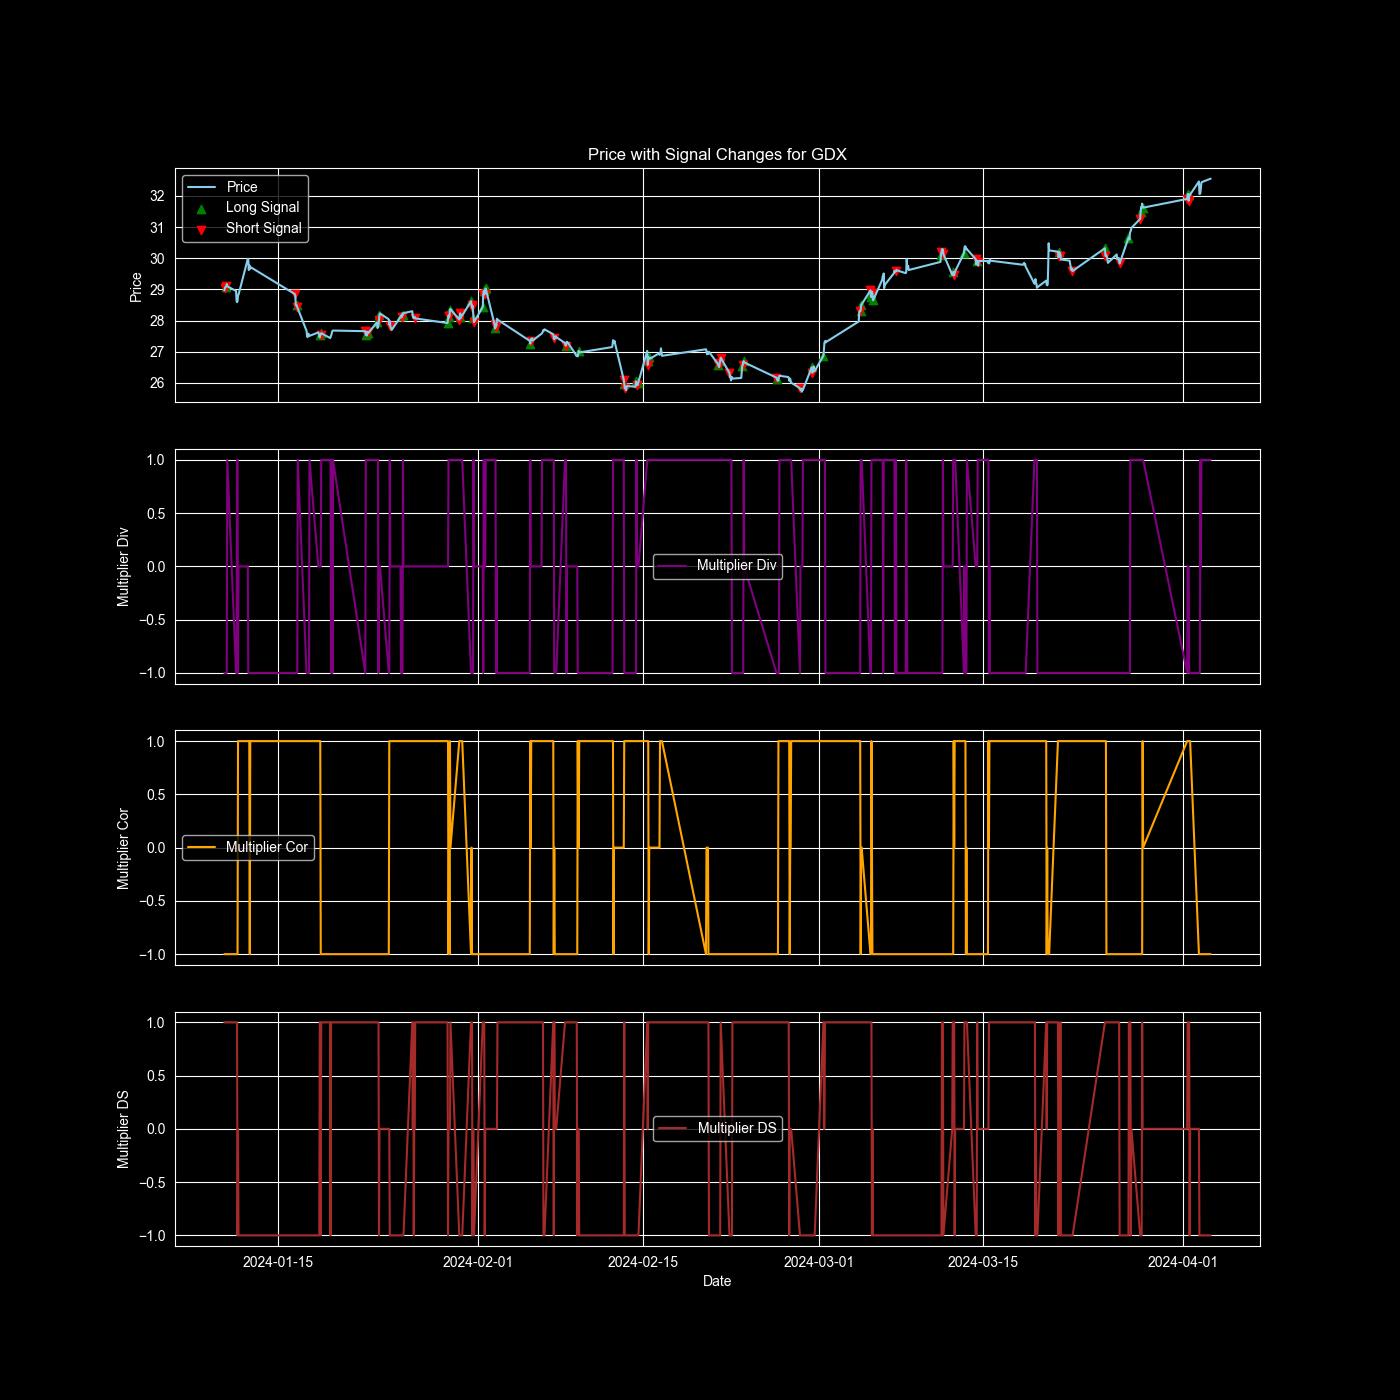 Price with Signal Changes for GDX
Price
Long Signal
Short Signal
32
31
30
29
28
27
26
Price
1.0
0.5
0.0
−0.5
−1.0
Multiplier Div
Multiplier Div
1.0
0.5
0.0
−0.5
−1.0
Multiplier Cor
Multiplier Cor
1.0
0.5
0.0
−0.5
−1.0
Multiplier DS
Multiplier DS
2024-01-15 2024-02-01 2024-02-15 2024-03-01 2024-03-15 2024-04-01
Date